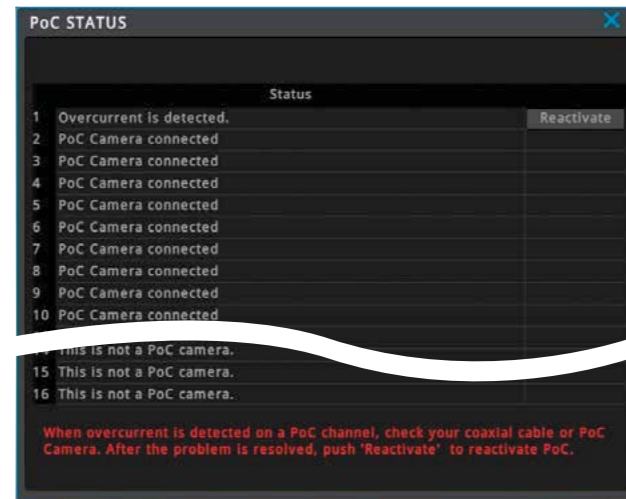 PoC STATUS
Status
1 Overcurrent is detected. Reactivate
2 PoC Camera connected
3 PoC Camera connected
4 PoC Camera connected
5 PoC Camera connected
6 PoC Camera connected
7 PoC Camera connected
8 PoC Camera connected
9 PoC Camera connected
10 PoC Camera connected
This is not a PoC camera.
15 This is not a PoC camera.
16 This is not a PoC camera.
When overcurrent is detected on a PoC channel, check your coaxial cable or PoC
Camera. After the problem is resolved, push 'Reactivate' to reactivate PoC.